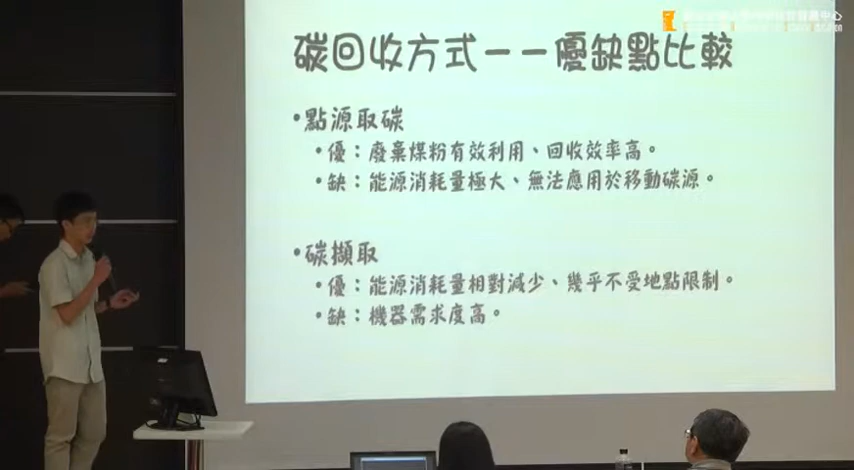 碳回收方式－－優缺點比較
•點源取碳
•優：廢棄煤粉有效利用、回收效率高。
•缺：能源消耗量極大、無法應用於移動碳源。
•碳擷取
•優：能源消耗量相對減少、幾乎不受地點限制。
•缺：機器需求度高。